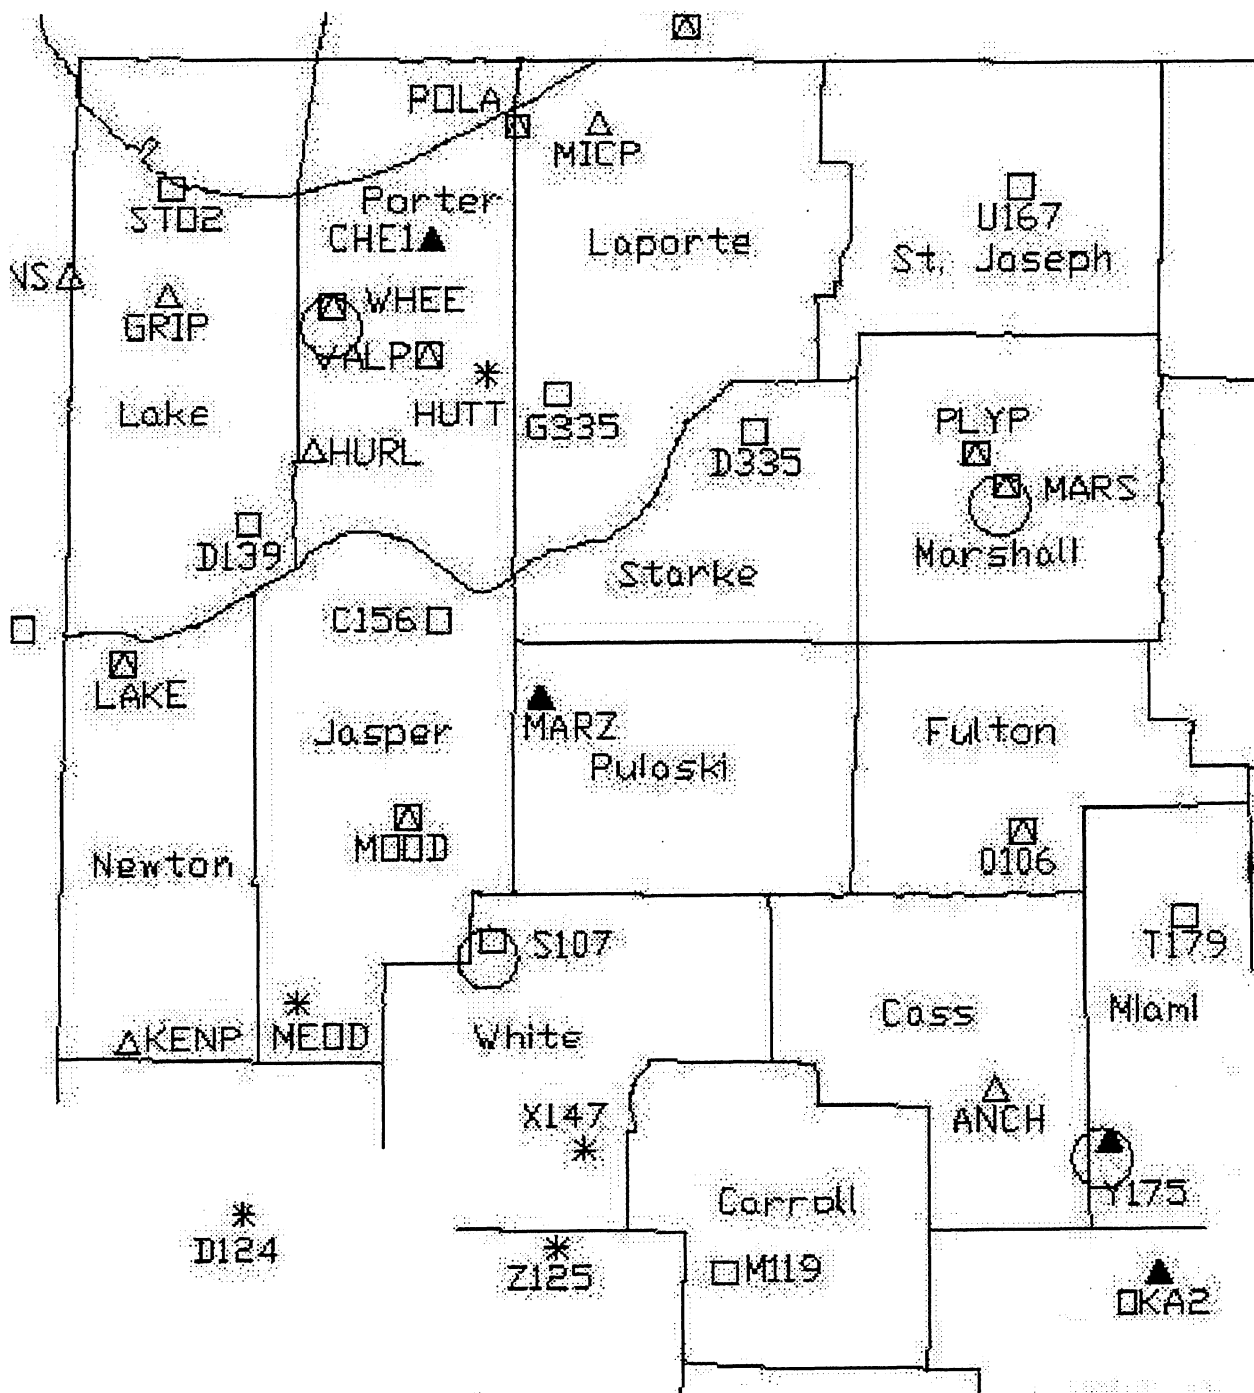 POLA
MICP
Porter
STO2
CHE1
Laporte
U167
St. Joseph
NS
GRIP
WHEE
VALP
Lake
HUTT
G335
D335
PLYP
HURL
MARS
D139
Starke
Marshall
C156
LAKE
Jasper
MARZ
Pulaski
Fulton
Newton
MOOD
O106
S107
T179
Cass
Miami
KENP
NEOD
White
X147
ANCH
Carroll
Y175
D124
Z125
M119
OKA2